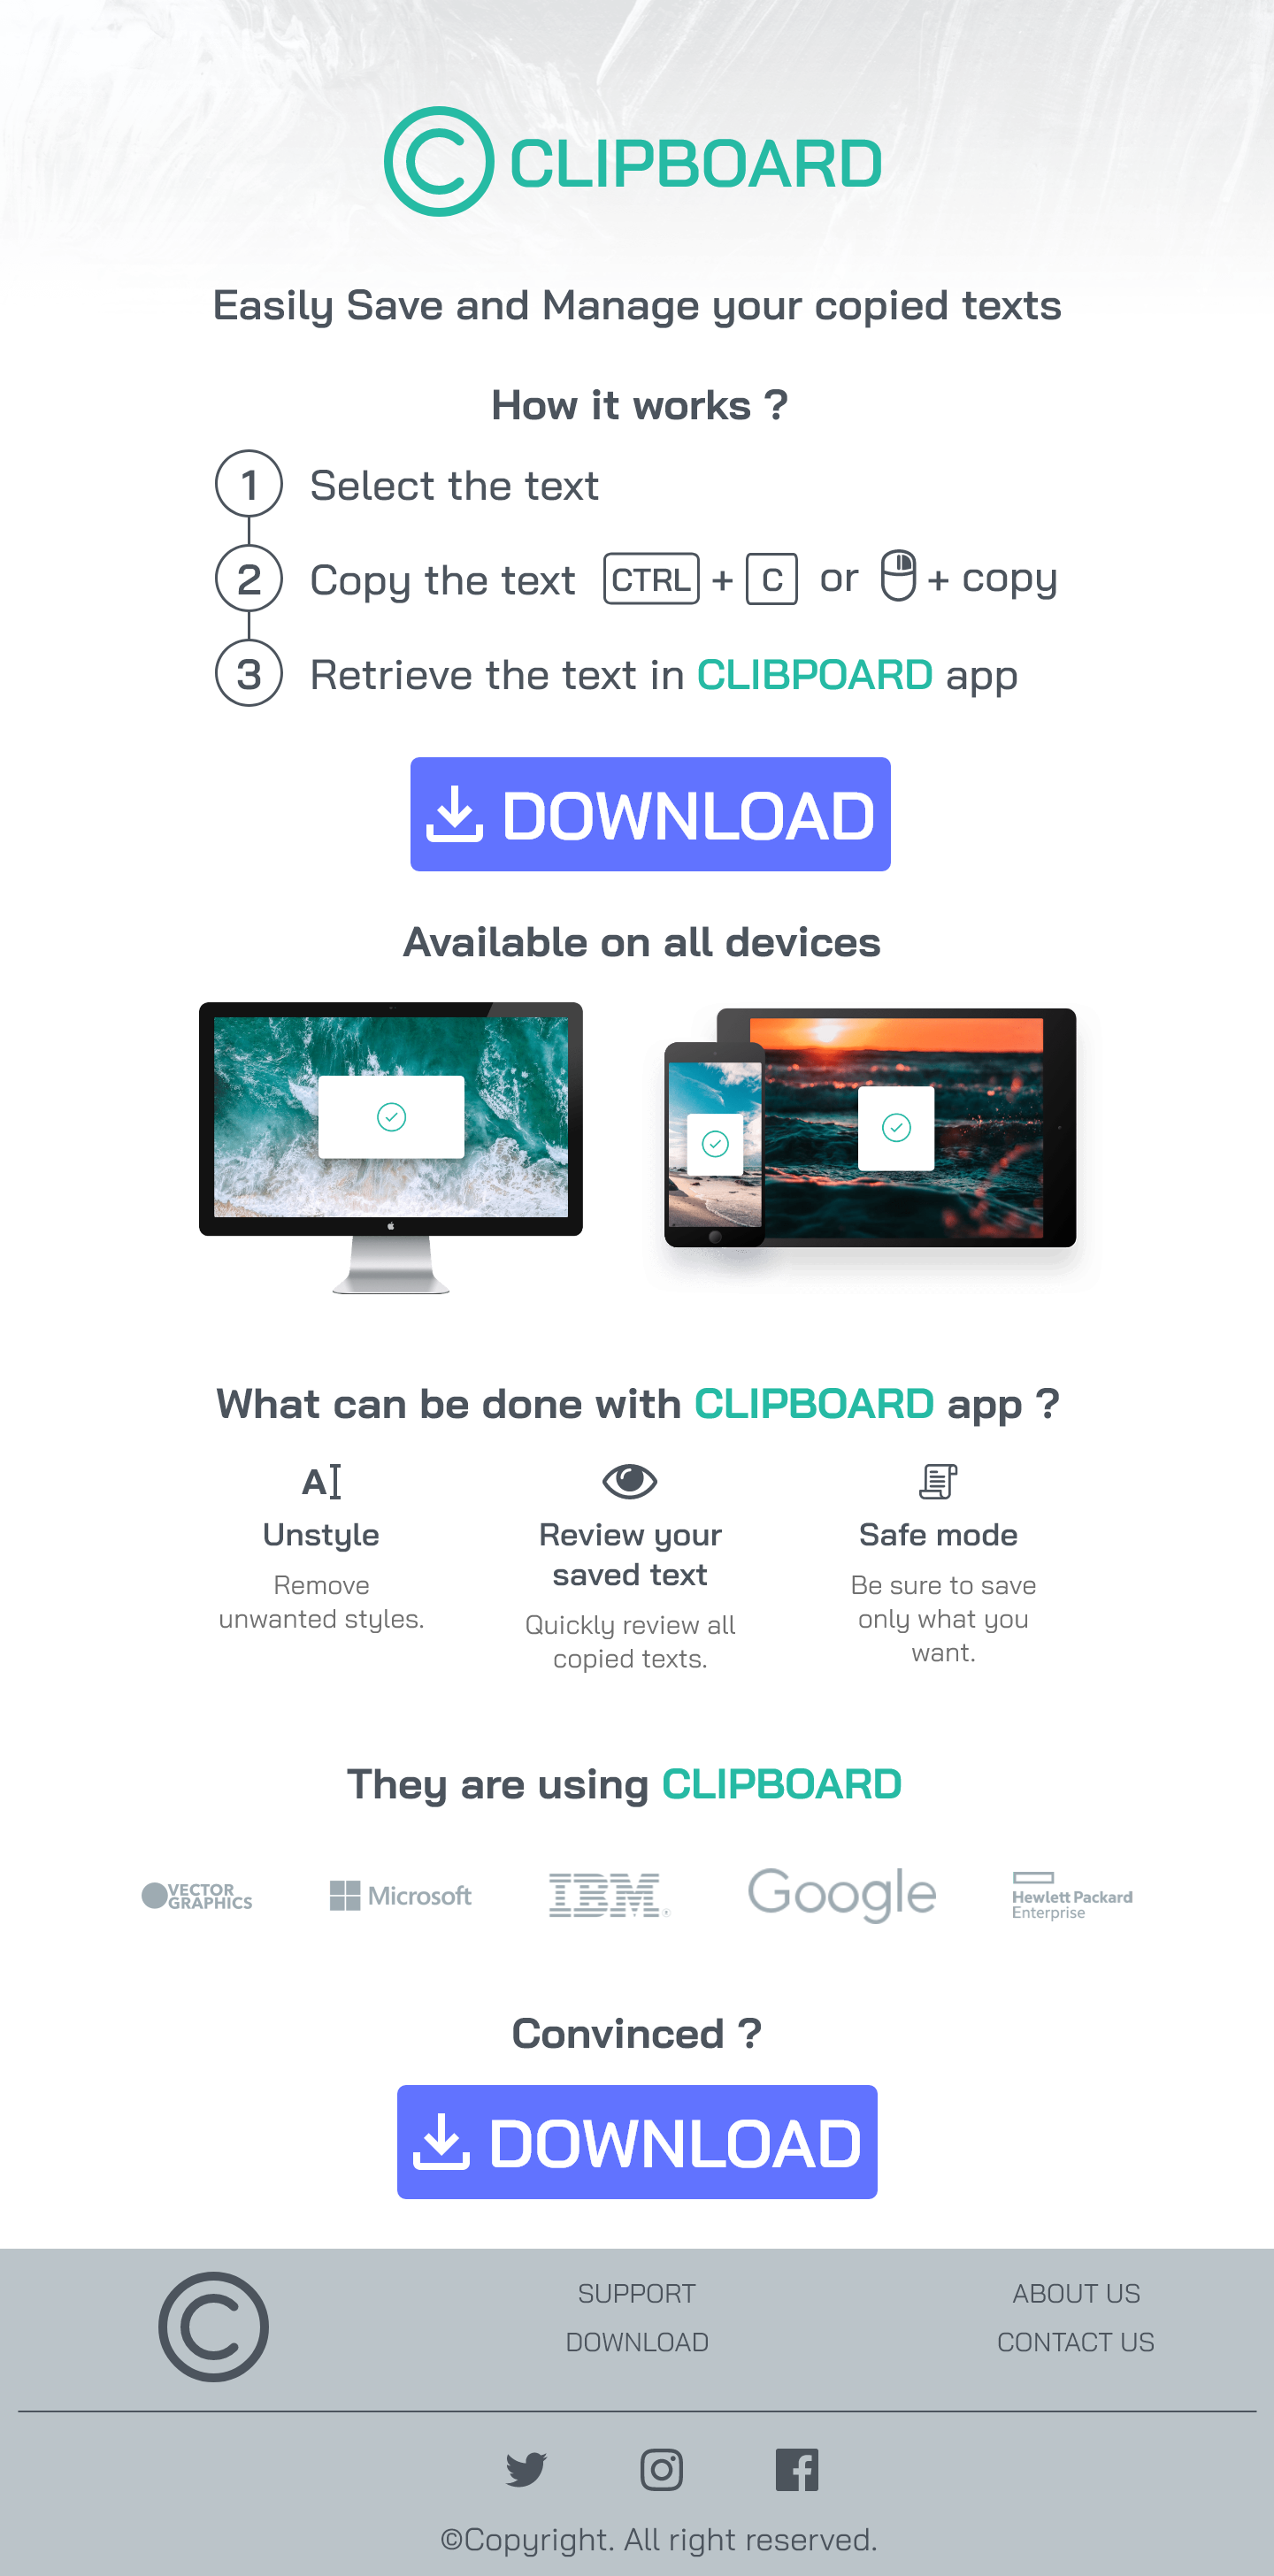 © CLIPBOARD
Easily Save and Manage your copied texts
How it works ?
1 Select the text
2 Copy the text CTRL + C or + copy
3 Retrieve the text in CLIBPOARD app
DOWNLOAD
Available on all devices
What can be done with CLIPBOARD app ?
A
Unstyle
Remove
unwanted styles.
Review your
saved text
Quickly review all
copied texts.
Safe mode
Be sure to save
only what you
want.
They are using CLIPBOARD
VECTOR
GRAPHICS
Microsoft
IBM®
Google
Hewlett Packard
Enterprise
Convinced ?
DOWNLOAD
©
SUPPORT
DOWNLOAD
ABOUT US
CONTACT US
©Copyright. All right reserved.